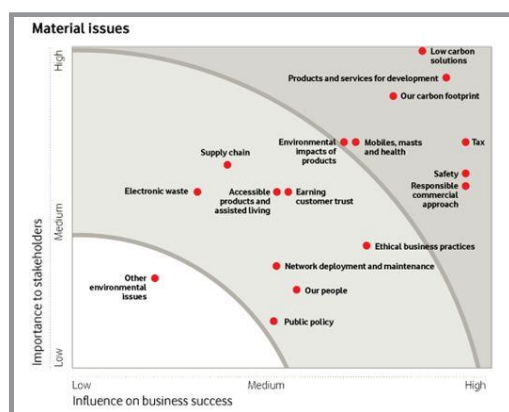 Material issues
High
Medium
Low
Importance to stakeholders
Low carbon
solutions
Products and services for development
Our carbon footprint
Environmental
impacts of
products
Mobiles, masts
and health
Tax
Supply chain
Safety
Responsible
commercial
approach
Electronic waste
Accessible
products and
assisted living
Earning
customer trust
Ethical business practices
Network deployment and maintenance
Other
environmental
issues
Our people
Public policy
Low
Medium
High
Influence on business success